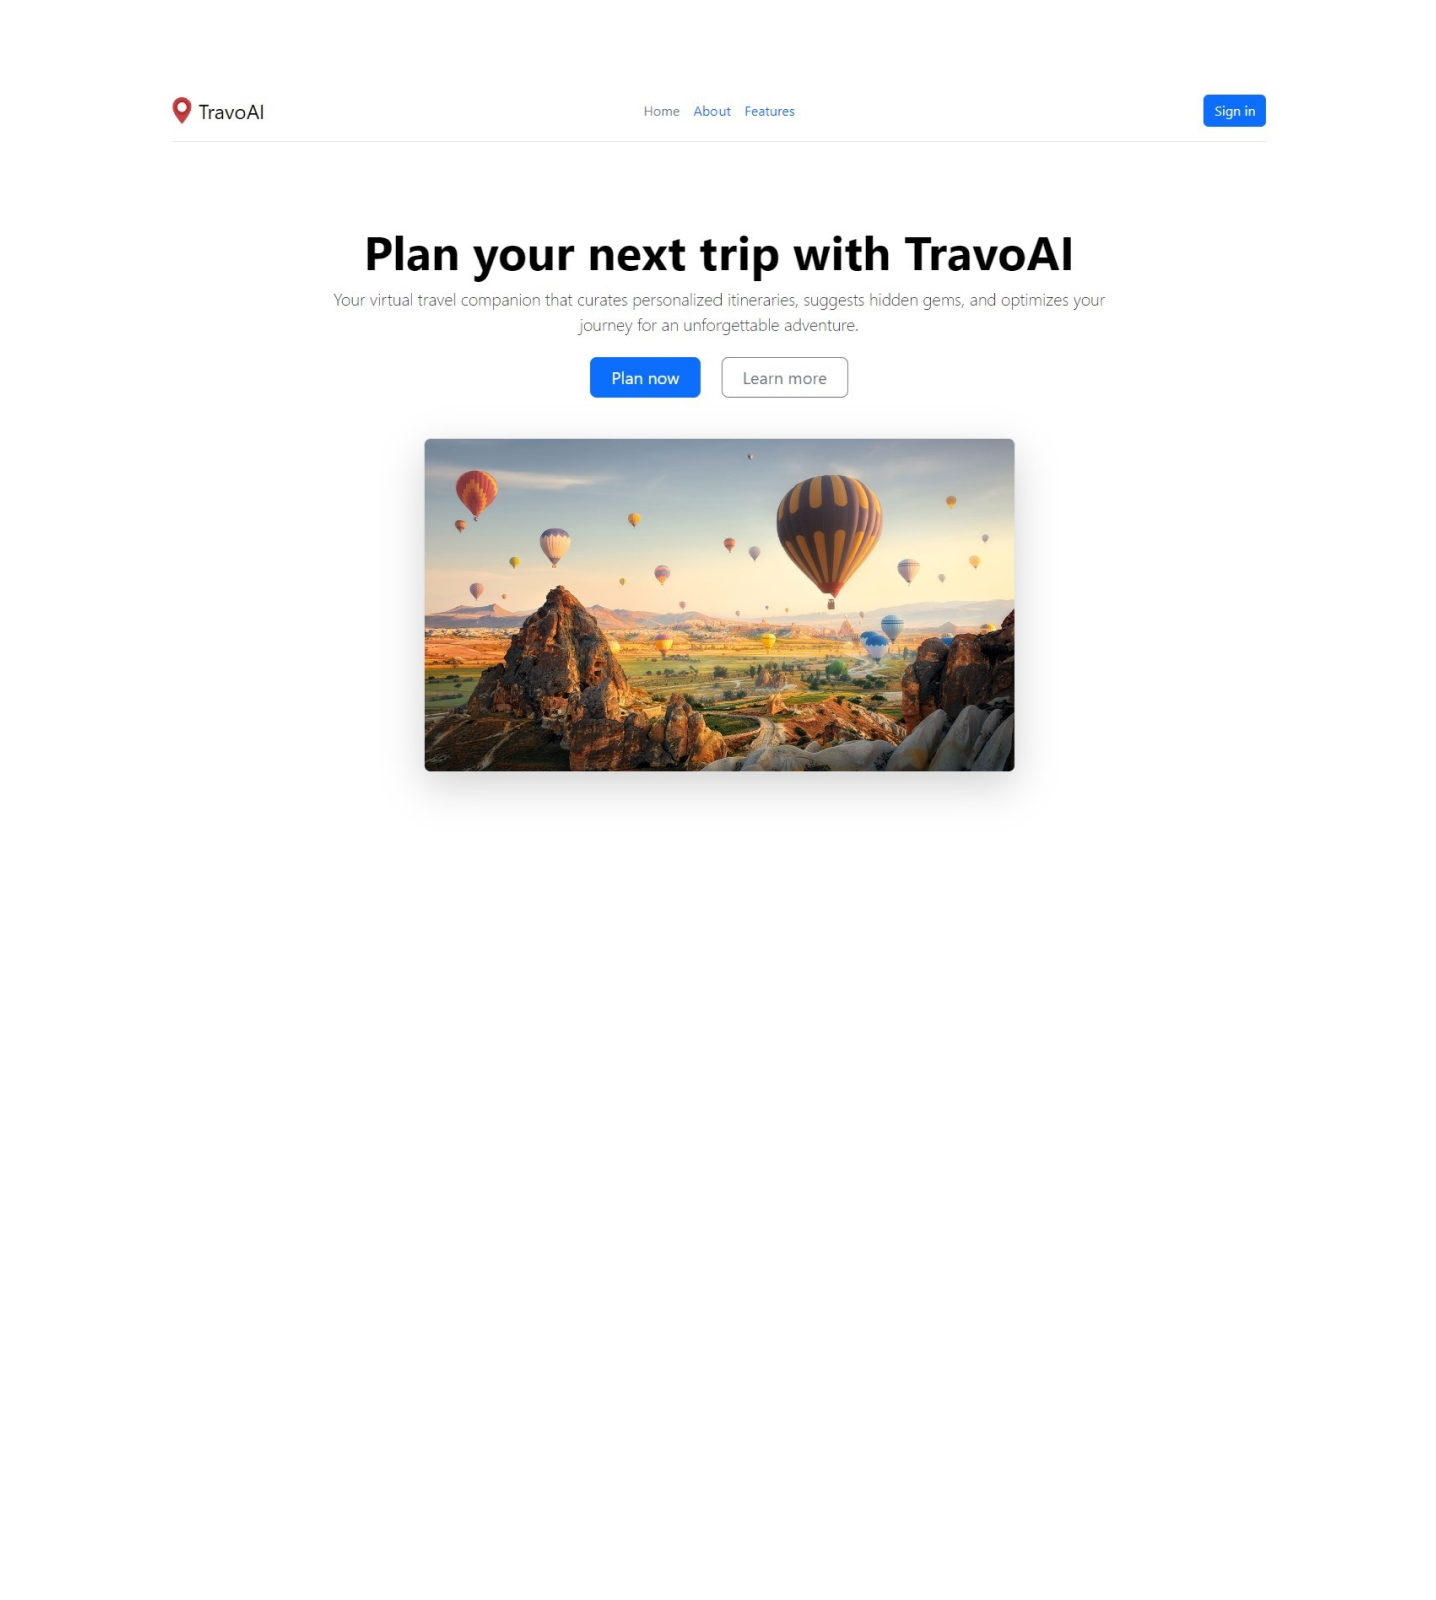 TravoAI
Home About Features
Sign in
Plan your next trip with TravoAI
Your virtual travel companion that curates personalized itineraries, suggests hidden gems, and optimizes your
journey for an unforgettable adventure.
Plan now
Learn more